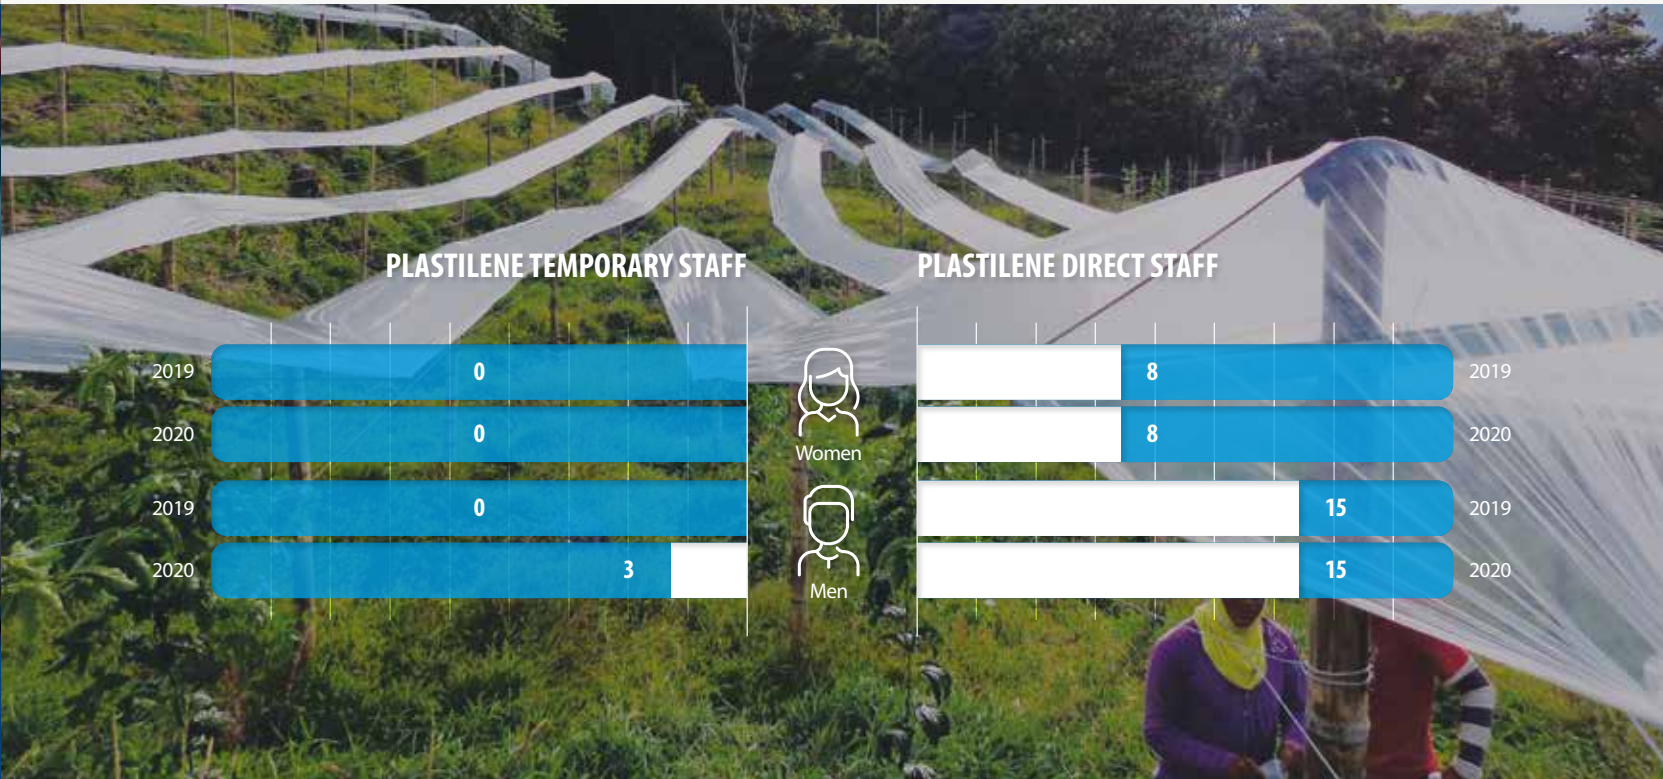 PLASTILENE TEMPORARY STAFF
PLASTILENE DIRECT STAFF
2019 0 8 2019
2020 0 8 2020
Women
2019 0 15 2019
2020 3 15 2020
Men